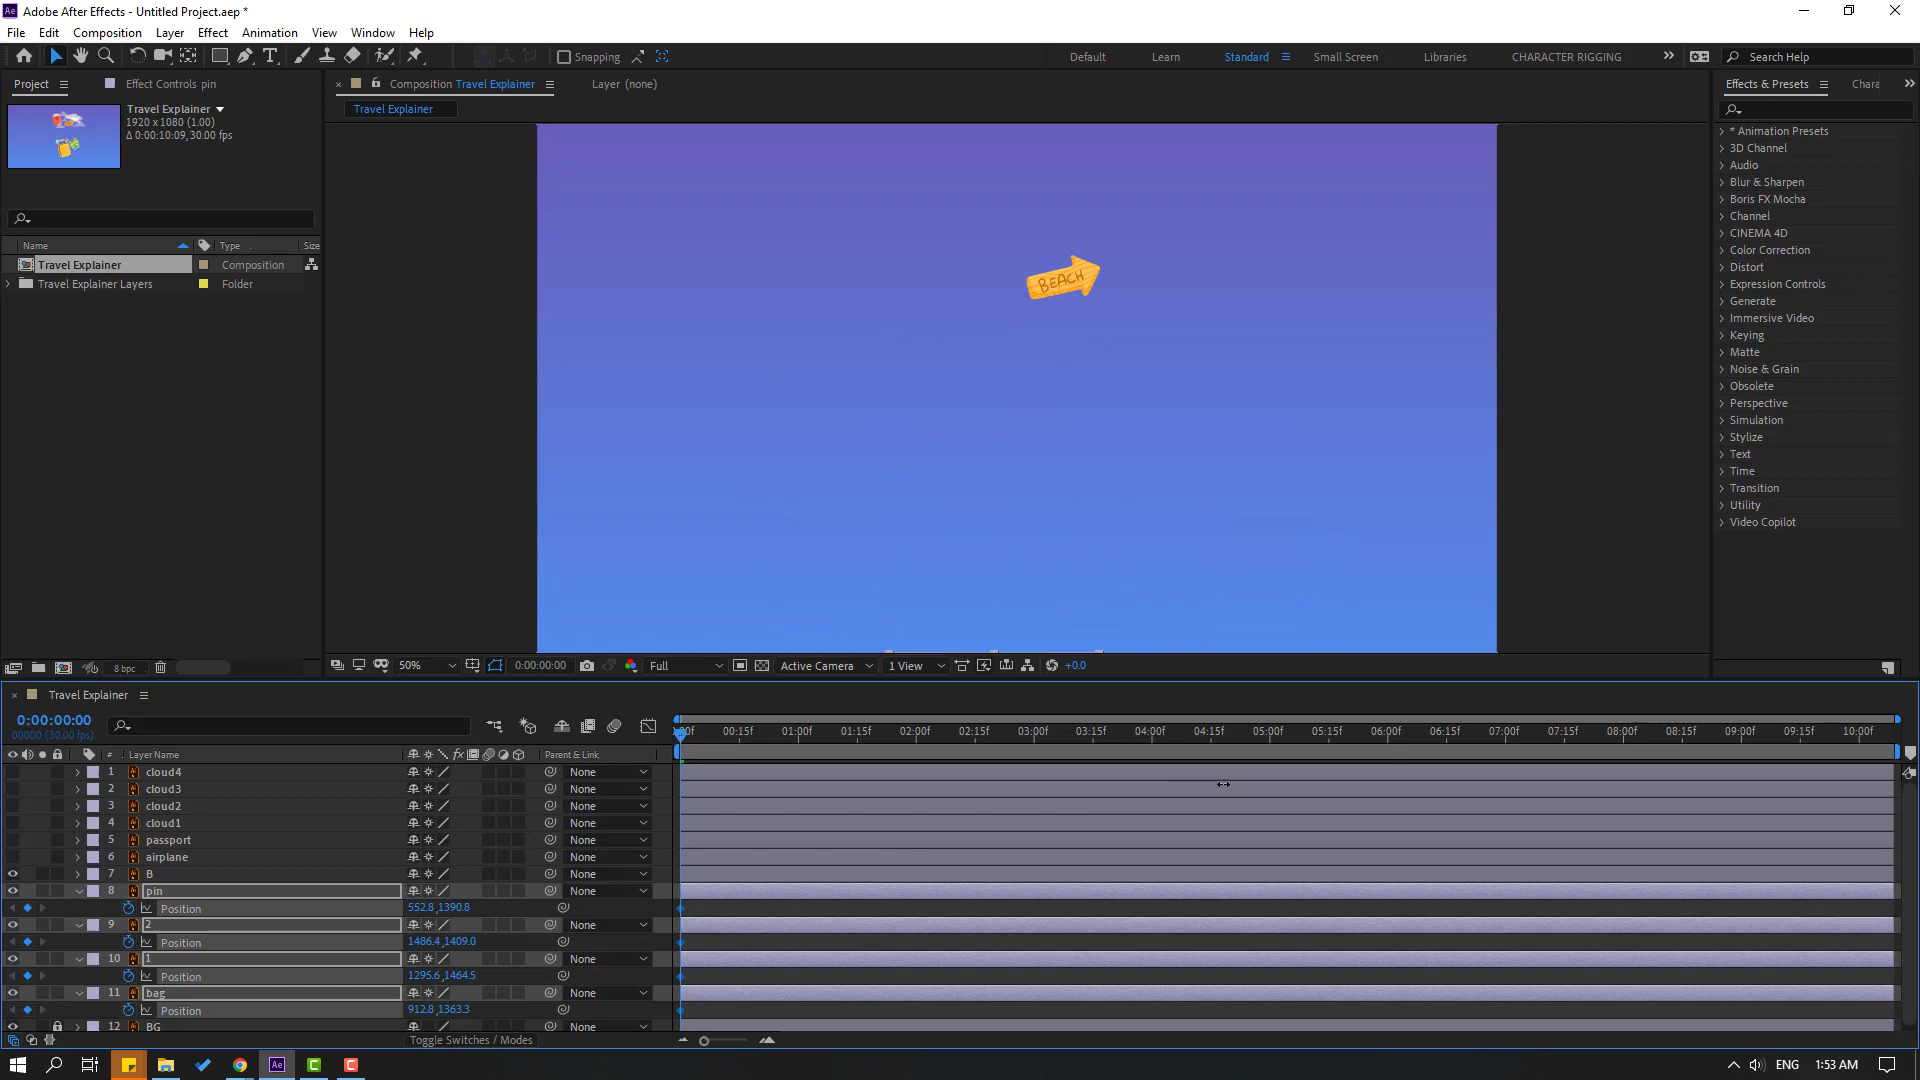 Adobe After Effects - Untitled Project.aep *
File Edit Composition Layer Effect Animation View Window Help
Snapping
Default Learn Standard Small Screen Libraries CHARACTER RIGGING
Search Help
Project
Effect Controls pin
Composition Travel Explainer
Layer (none)
Effects & Presets
Chara
Travel Explainer
1920 x 1080 (1.00)
Δ 0:00:10:09, 30.00 fps
Travel Explainer
Name Type Size
Travel Explainer Composition
Travel Explainer Layers Folder
BEACH
* Animation Presets
3D Channel
Audio
Blur & Sharpen
Boris FX Mocha
Channel
CINEMA 4D
Color Correction
Distort
Expression Controls
Generate
Immersive Video
Keying
Matte
Noise & Grain
Obsolete
Perspective
Simulation
Stylize
Text
Time
Transition
Utility
Video Copilot
8 bpc
50% 0:00:00:00 Full Active Camera 1 View +0.0
Travel Explainer
0:00:00:00
00000 (30.00 fps)
00f 00:15f 01:00f 01:15f 02:00f 02:15f 03:00f 03:15f 04:00f 04:15f 05:00f 05:15f 06:00f 06:15f 07:00f 07:15f 08:00f 08:15f 09:00f 09:15f 10:00f
# Layer Name Parent & Link
1 cloud4 None
2 cloud3 None
3 cloud2 None
4 cloud1 None
5 passport None
6 airplane None
7 B None
8 pin None
Position 552.8,1390.8
9 2 None
Position 1486.4,1409.0
10 1 None
Position 1295.6,1464.5
11 bag None
Position 912.8,1363.3
12 BG None
Toggle Switches / Modes
ENG 1:53 AM